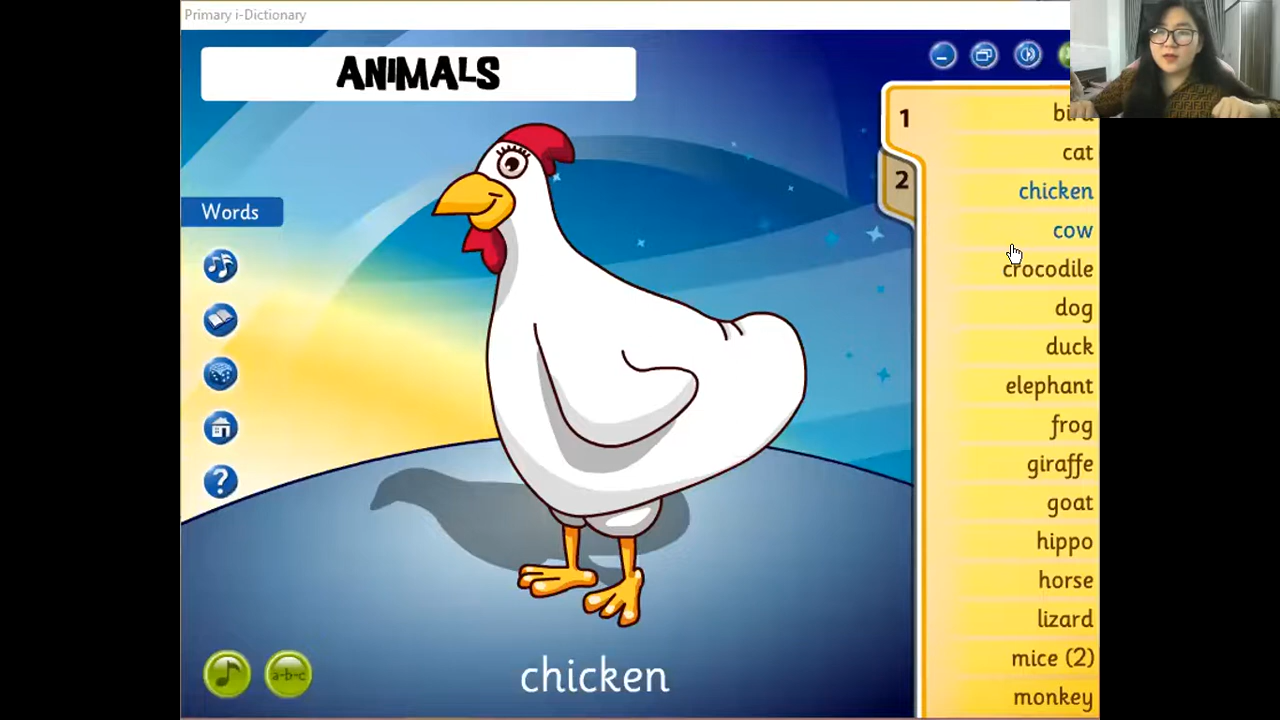 Primary i-Dictionary
ANIMALS
Words
1
2
bird
cat
chicken
cow
crocodile
dog
duck
elephant
frog
giraffe
goat
hippo
horse
lizard
mice (2)
monkey
a-b-c
chicken